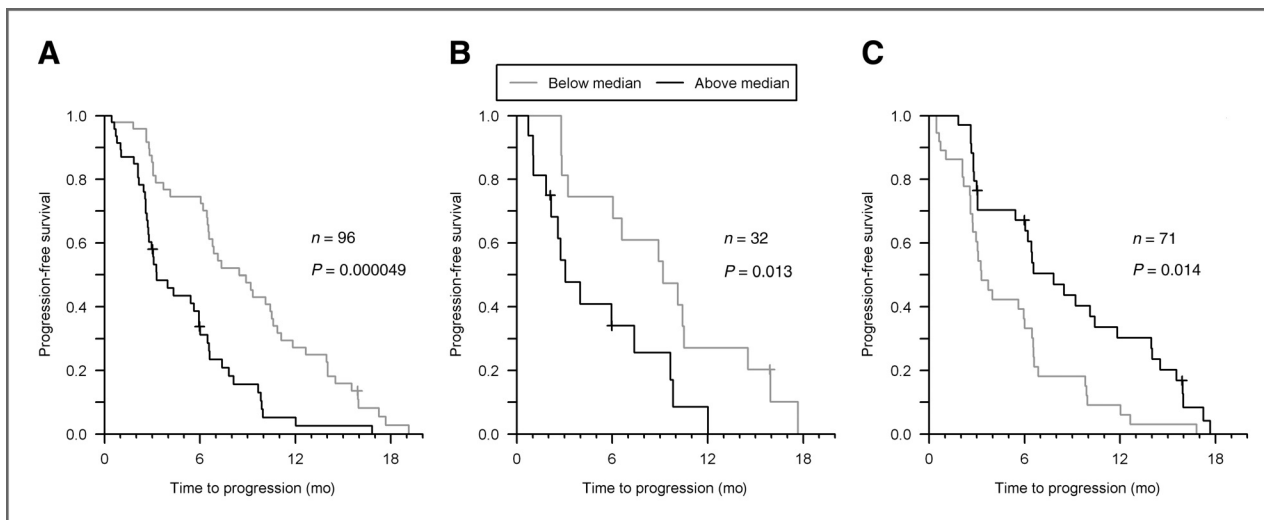 A
B
C
Below median
Above median
1.0
0.8
0.6
0.4
0.2
0.0
Progression-free survival
n = 96
P = 0.000049
0
6
12
18
Time to progression (mo)
1.0
0.8
0.6
0.4
0.2
0.0
Progression-free survival
n = 32
P = 0.013
0
6
12
18
Time to progression (mo)
1.0
0.8
0.6
0.4
0.2
0.0
Progression-free survival
n = 71
P = 0.014
0
6
12
18
Time to progression (mo)